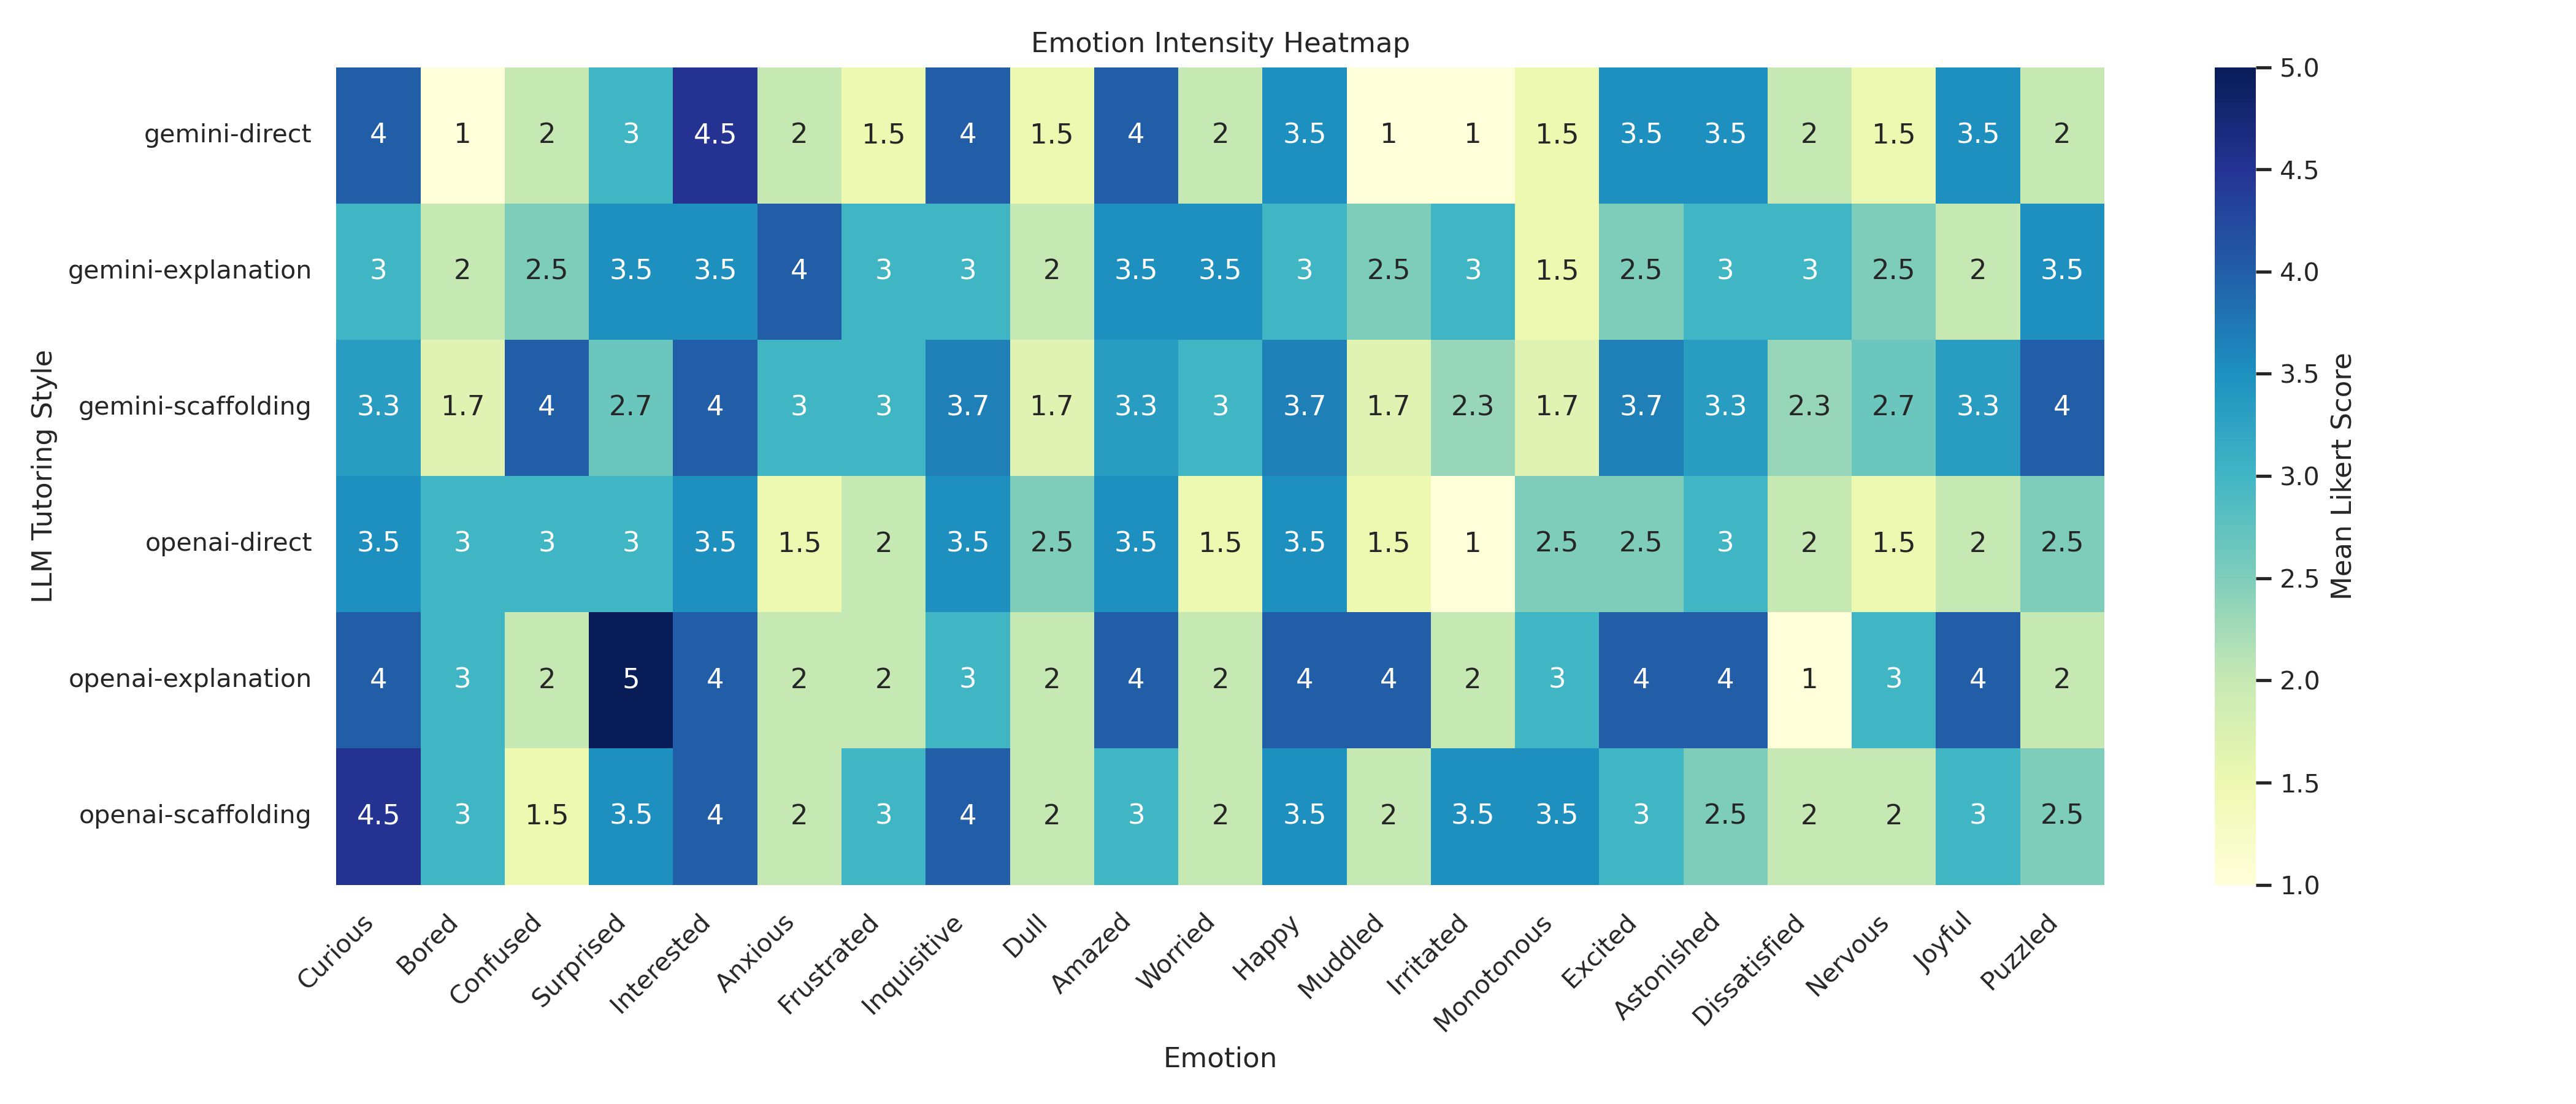 Emotion Intensity Heatmap
LLM Tutoring Style
gemini-direct 4 1 2 3 4.5 2 1.5 4 1.5 4 2 3.5 1 1 1.5 3.5 3.5 2 1.5 3.5 2
gemini-explanation 3 2 2.5 3.5 3.5 4 3 3 2 3.5 3.5 3 2.5 3 1.5 2.5 3 3 2.5 2 3.5
gemini-scaffolding 3.3 1.7 4 2.7 4 3 3 3.7 1.7 3.3 3 3.7 1.7 2.3 1.7 3.7 3.3 2.3 2.7 3.3 4
openai-direct 3.5 3 3 3 3.5 1.5 2 3.5 2.5 3.5 1.5 3.5 1.5 1 2.5 2.5 3 2 1.5 2 2.5
openai-explanation 4 3 2 5 4 2 2 3 2 4 2 4 4 2 3 4 4 1 3 4 2
openai-scaffolding 4.5 3 1.5 3.5 4 2 3 4 2 3 2 3.5 2 3.5 3.5 3 2.5 2 2 3 2.5
Curious Bored Confused Surprised Interested Anxious Frustrated Inquisitive Dull Amazed Worried Happy Muddled Irritated Monotonous Excited Astonished Dissatisfied Nervous Joyful Puzzled
Emotion
5.0
4.5
4.0
3.5
3.0
2.5
2.0
1.5
1.0
Mean Likert Score